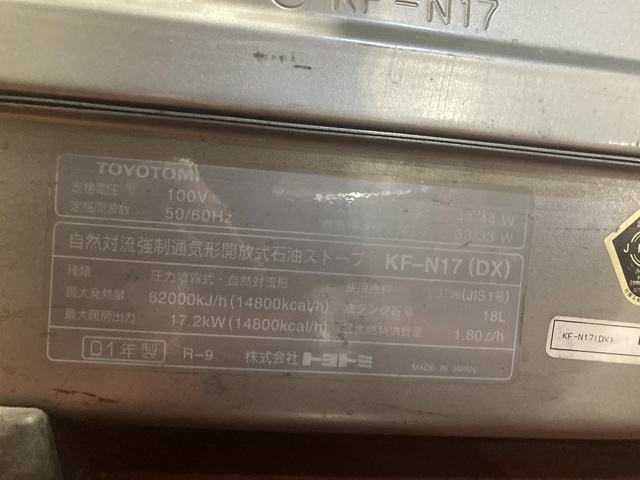 KF-N17
TOYOTOMI
定格電圧 100V
定格周波数 50/60Hz
44/44 W
33/33 W
自然対流強制通気形開放式石油ストーブ KF-N17(DX)
種類 圧力噴霧式・自然対流形 使用燃料 灯油(JIS1号)
最大発熱量 62000kJ/h(14800kcal/h) 油タンク容量 18L
最大暖房出力 17.2kW(14800kcal/h) 最大燃料消費量 1.80ℓ/h
01年製 R-9 株式会社トヨトミ MADE IN JAPAN
KF-N17(DX)